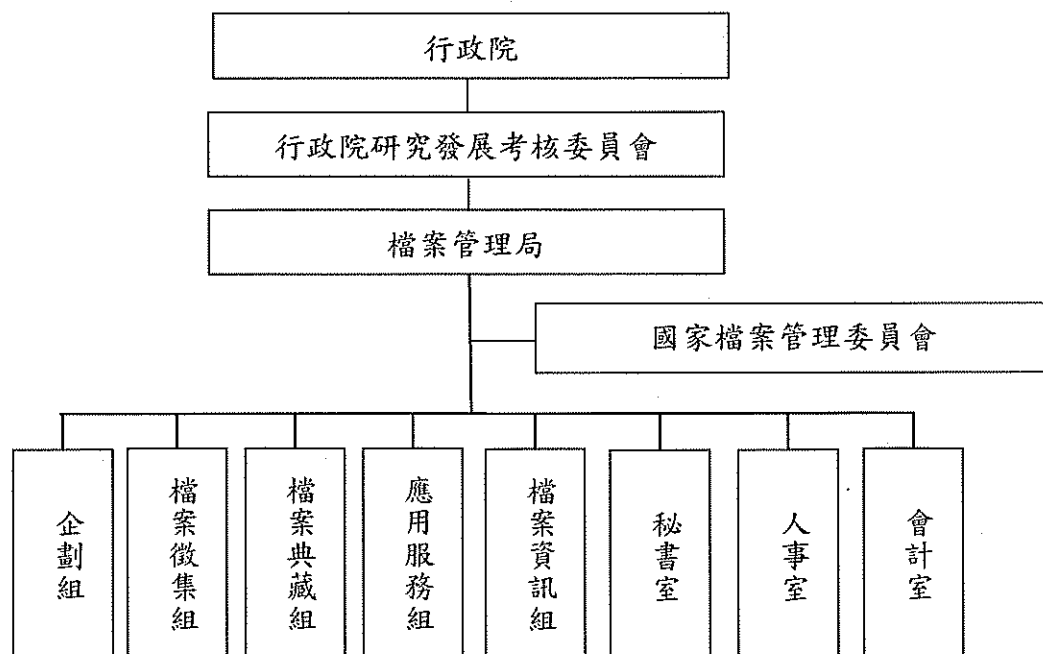 行政院
行政院研究發展考核委員會
檔案管理局
國家檔案管理委員會
企劃組
檔案徵集組
檔案典藏組
應用服務組
檔案資訊組
秘書室
人事室
會計室